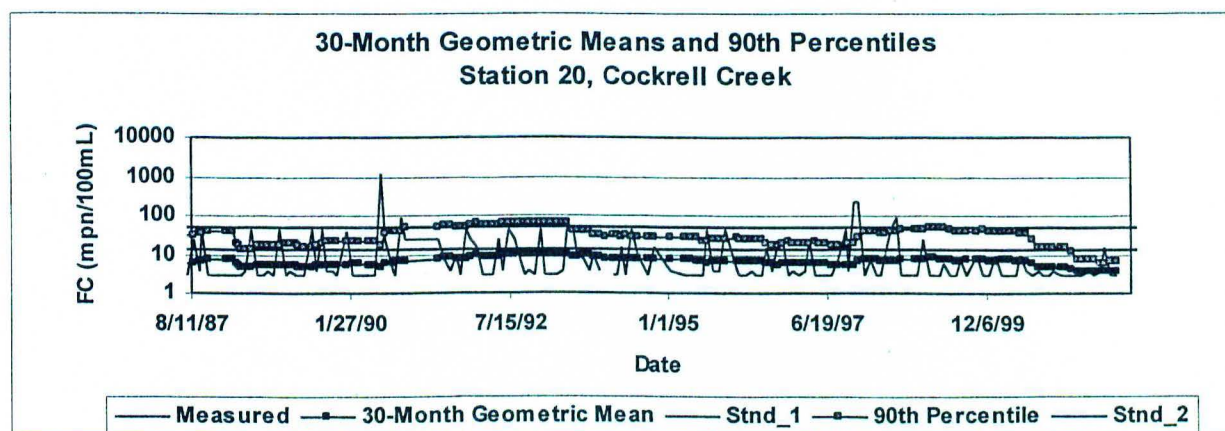 30-Month Geometric Means and 90th Percentiles
Station 20, Cockrell Creek
FC (mpn/100mL)
10000
1000
100
10
1
8/11/87 1/27/90 7/15/92 1/1/95 6/19/97 12/6/99
Date
Measured 30-Month Geometric Mean Stnd_1 90th Percentile Stnd_2